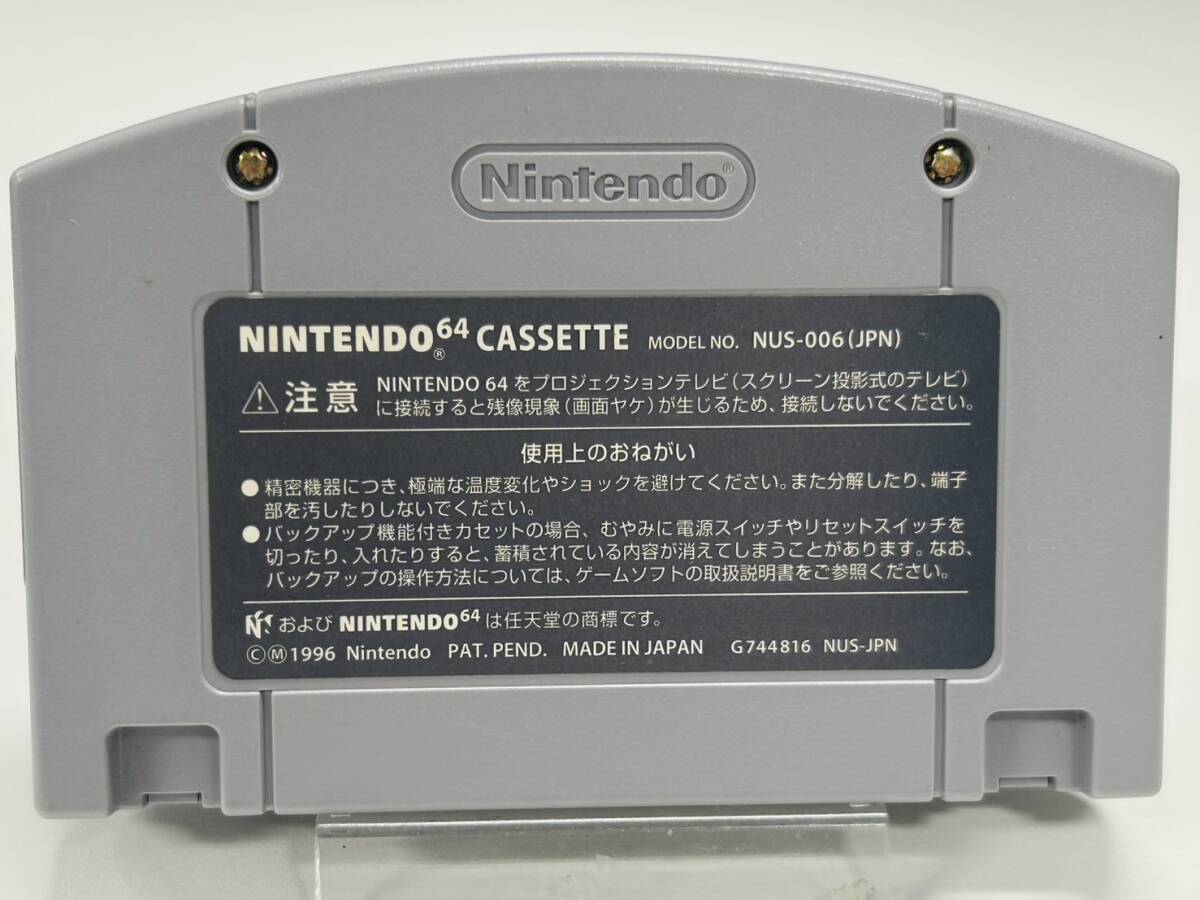 Nintendo®
NINTENDO®64 CASSETTE MODEL NO. NUS-006(JPN)
注意 NINTENDO 64 をプロジェクションテレビ(スクリーン投影式のテレビ)
に接続すると残像現象(画面ヤケ)が生じるため、接続しないでください。
使用上のおねがい
●精密機器につき、極端な温度変化やショックを避けてください。また分解したり、端子
部を汚したりしないでください。
●バックアップ機能付きカセットの場合、むやみに電源スイッチやリセットスイッチを
切ったり、入れたりすると、蓄積されている内容が消えてしまうことがあります。なお、
バックアップの操作方法については、ゲームソフトの取扱説明書をご参照ください。
および NINTENDO64 は任天堂の商標です。
ⒸⓂ1996 Nintendo PAT. PEND. MADE IN JAPAN G744816 NUS-JPN